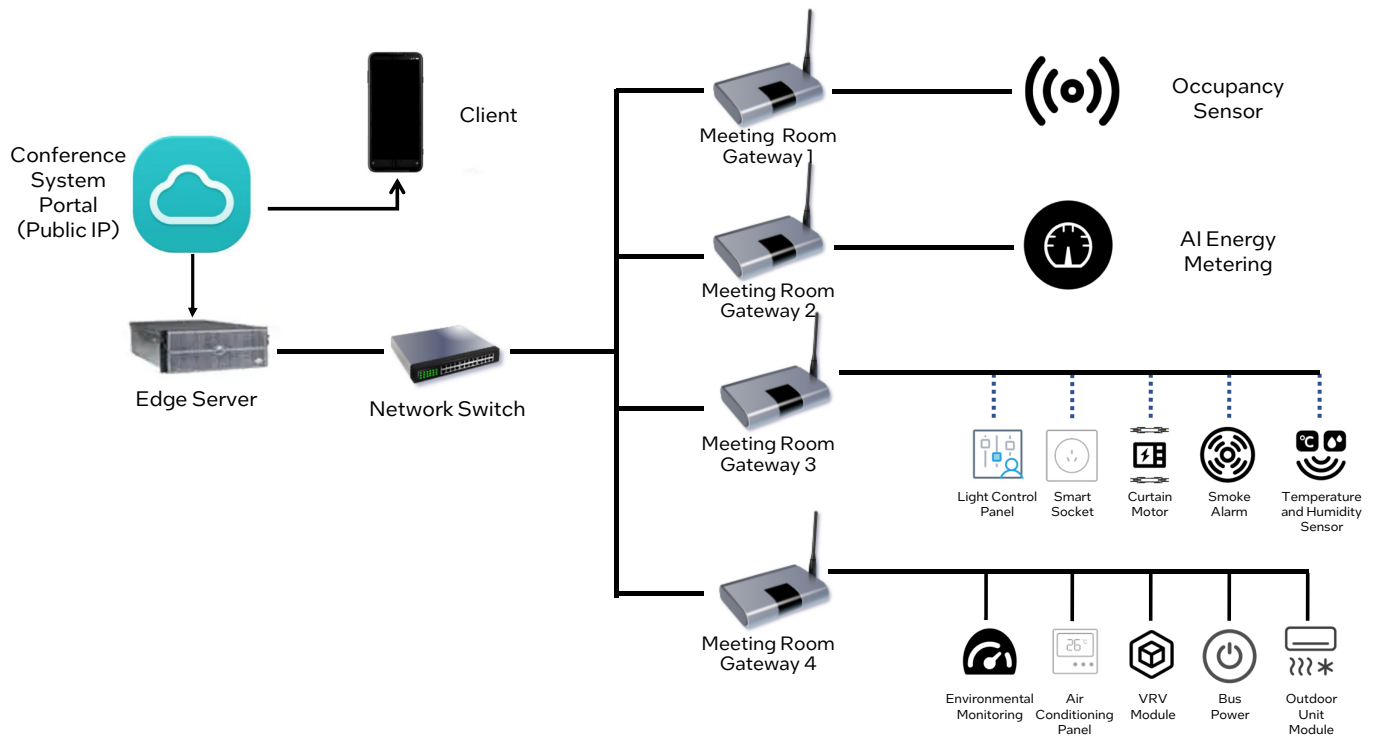 Conference
System
Portal
(Public IP)
Client
Edge Server
Network Switch
Meeting Room
Gateway 1
Occupancy
Sensor
Meeting Room
Gateway 2
AI Energy
Metering
Meeting Room
Gateway 3
Light Control
Panel
Smart
Socket
Curtain
Motor
Smoke
Alarm
°C
Temperature
and Humidity
Sensor
Meeting Room
Gateway 4
Environmental
Monitoring
26°C
Air
Conditioning
Panel
VRV
Module
Bus
Power
Outdoor
Unit
Module